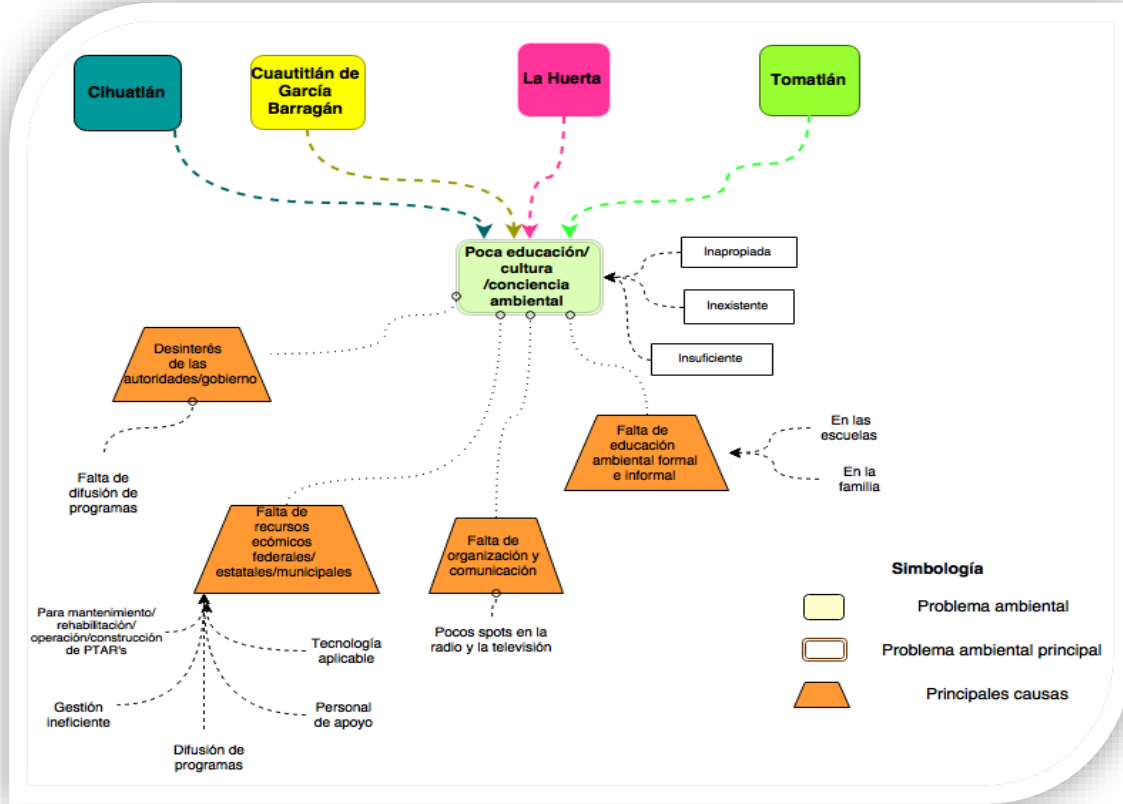 Cihuatlán
Cuautitlán de
García
Barragán
La Huerta
Tomatlán
Poca educación/
cultura
/conciencia
ambiental
Inapropiada
Inexistente
Insuficiente
Desinterés
de las
autoridades/gobierno
Falta de
difusión de
programas
Falta de
educación
ambiental formal
e informal
En las
escuelas
En la
familia
Falta de
recursos
ecómicos
federales/
estatales/municipales
Falta de
organización y
comunicación
Para mantenimiento/
rehabilitación/
operación/construcción
de PTAR's
Tecnología
aplicable
Gestión
ineficiente
Personal
de apoyo
Difusión de
programas
Pocos spots en la
radio y la televisión
Simbología
Problema ambiental
Problema ambiental principal
Principales causas